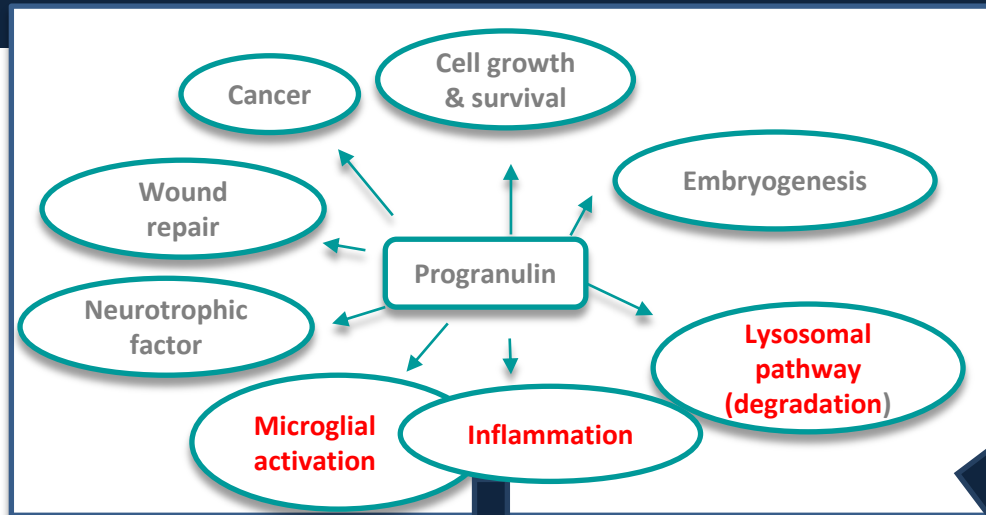 Cell growth
& survival
Cancer
Embryogenesis
Wound
repair
Progranulin
Neurotrophic
factor
Lysosomal
pathway
(degradation)
Microglial
activation
Inflammation